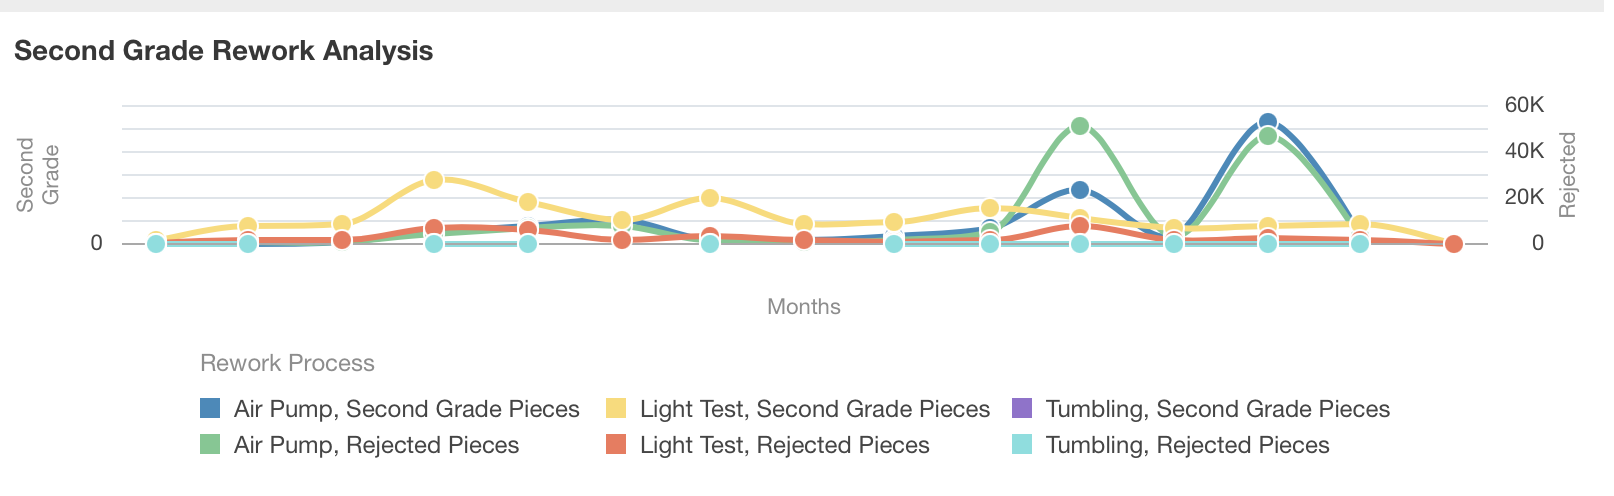 Second Grade Rework Analysis
Second
Grade
0
60K
40K
20K
0
Rejected
Months
Rework Process
Air Pump, Second Grade Pieces
Light Test, Second Grade Pieces
Tumbling, Second Grade Pieces
Air Pump, Rejected Pieces
Light Test, Rejected Pieces
Tumbling, Rejected Pieces